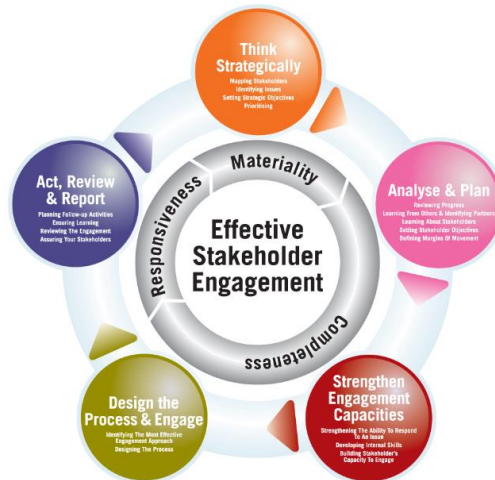 Think
Strategically
Mapping Stakeholders
Identifying Issues
Setting Strategic Objectives
Prioritising
Analyse & Plan
Reviewing Progress
Learning From Others & Identifying Partners
Learning About Stakeholders
Setting Stakeholder Objectives
Defining Margins Of Movement
Strengthen
Engagement
Capacities
Strengthening The Ability To Respond
To An Issue
Developing Internal Skills
Building Stakeholder's
Capacity To Engage
Design the
Process & Engage
Identifying The Most Effective
Engagement Approach
Designing The Process
Act, Review
& Report
Planning Follow-up Activities
Ensuring Learning
Reviewing The Engagement
Assuring Your Stakeholders
Materiality
Completeness
Responsiveness
Effective
Stakeholder
Engagement